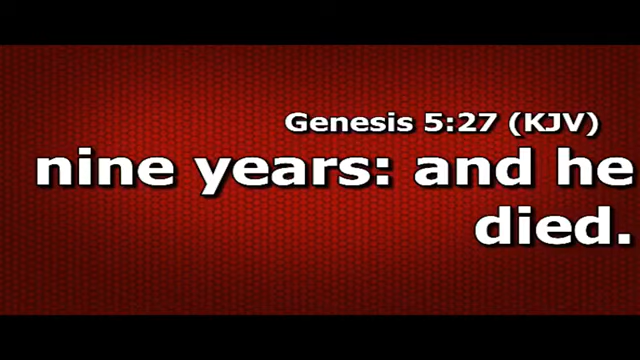 Genesis 5:27 (KJV)
nine years: and he
died.